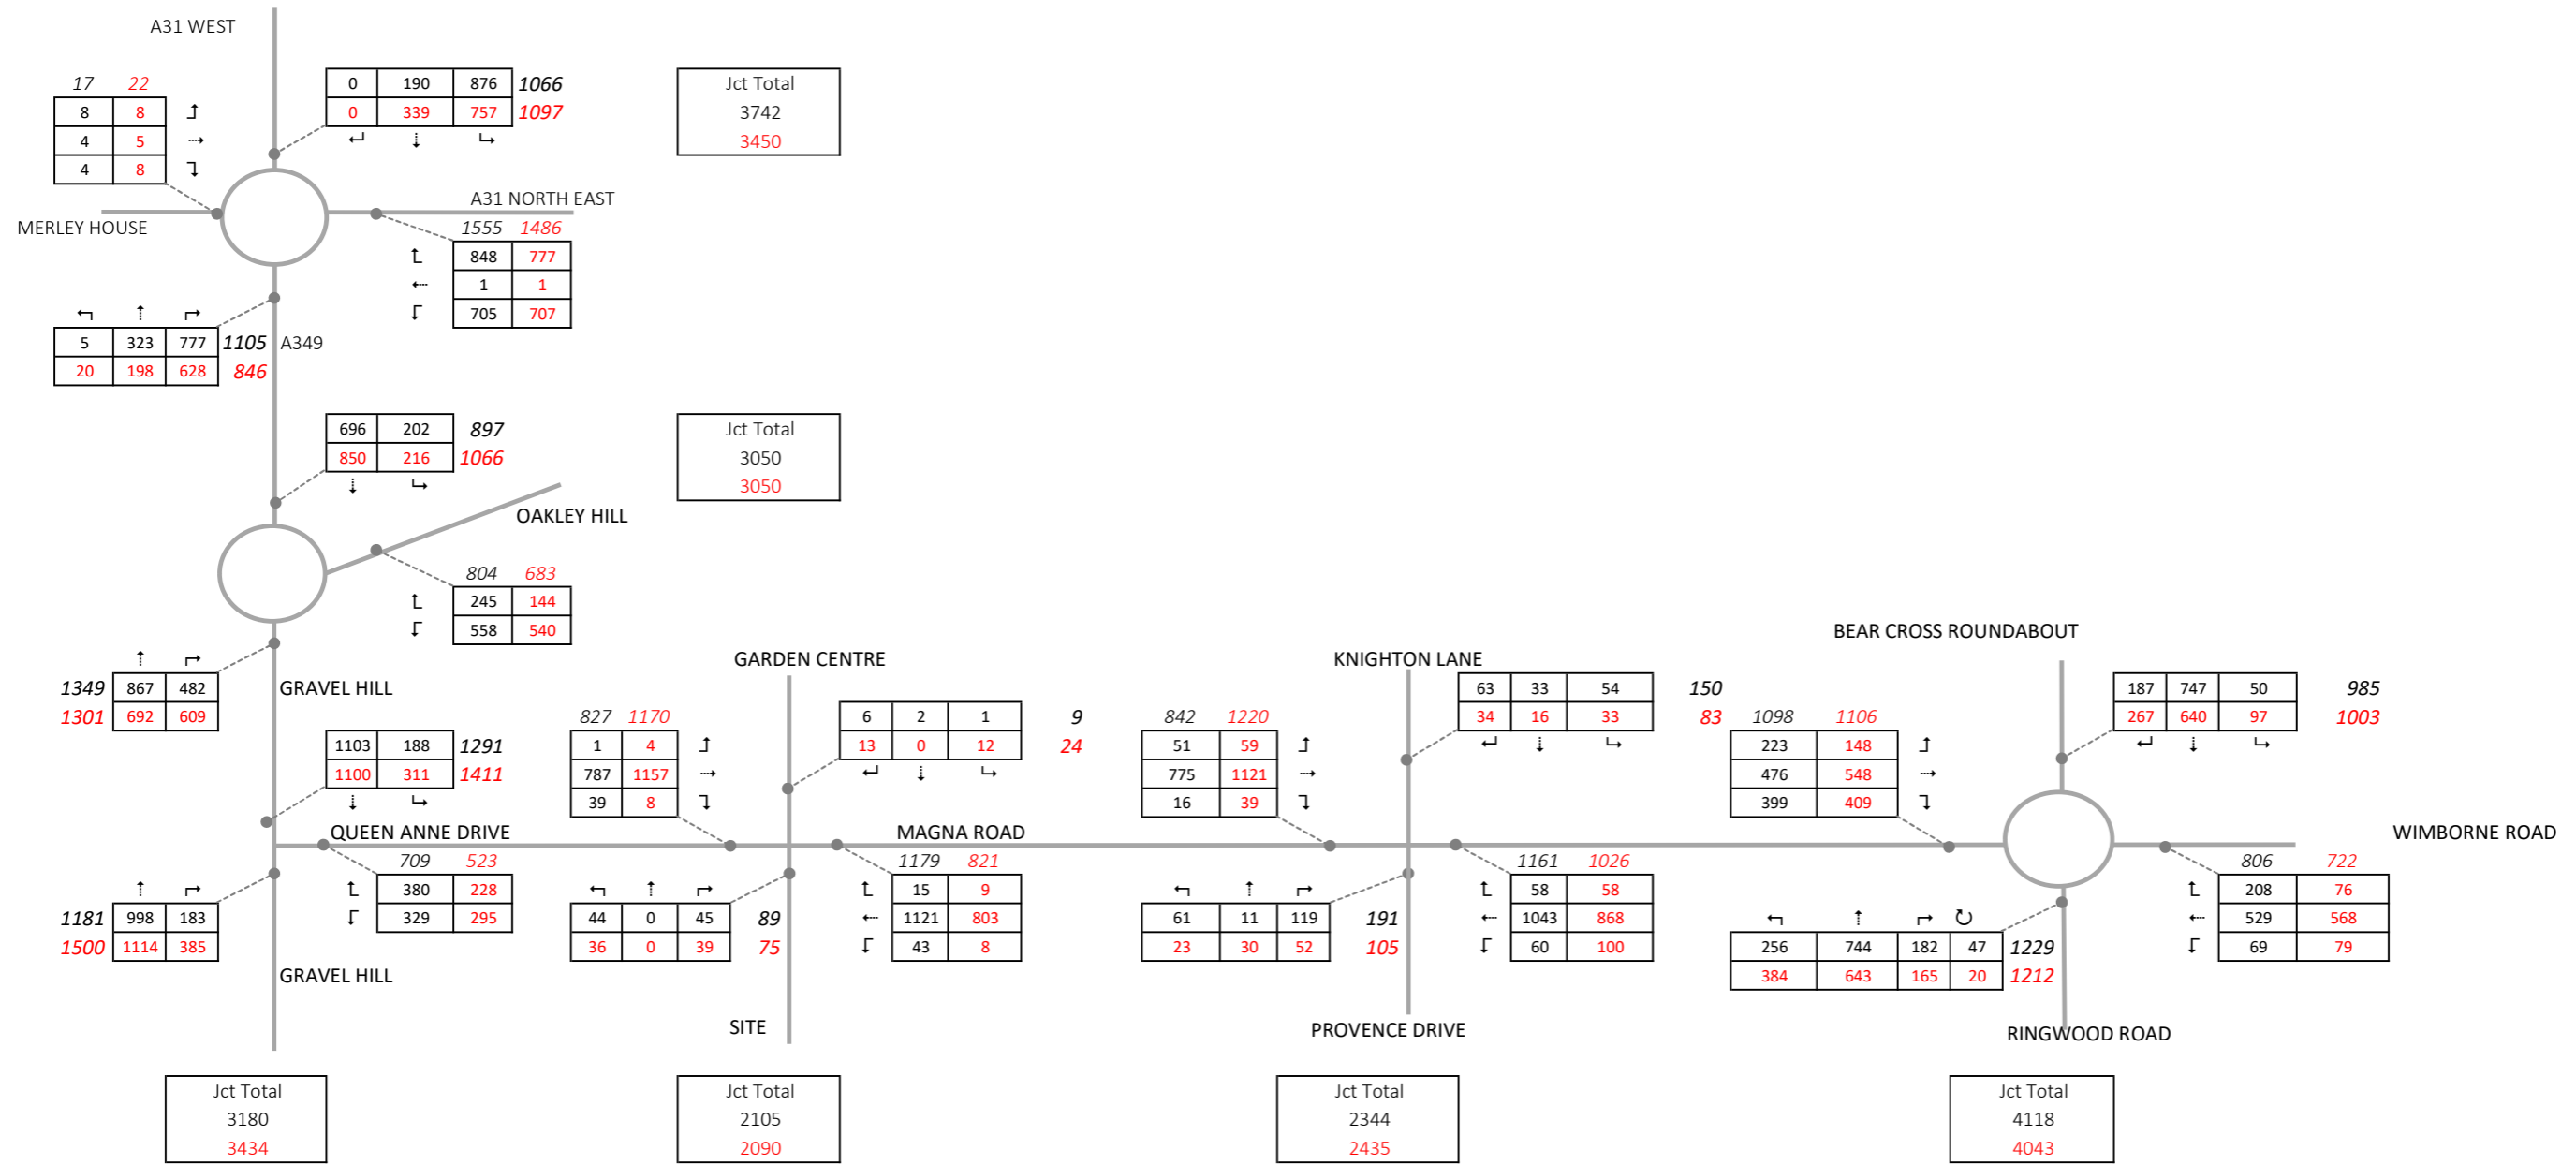 A31 WEST
17 22
8 8
4 5
4 8
0 190 876 1066
0 339 757 1097
Jct Total
3742
3450
MERLEY HOUSE
A31 NORTH EAST
1555 1486
848 777
1 1
705 707
5 323 777 1105
20 198 628 846
A349
696 202 897
850 216 1066
Jct Total
3050
3050
OAKLEY HILL
804 683
245 144
558 540
1349 867 482
1301 692 609
GRAVEL HILL
1103 188 1291
1100 311 1411
QUEEN ANNE DRIVE
709 523
380 228
329 295
1181 998 183
1500 1114 385
GRAVEL HILL
Jct Total
3180
3434
GARDEN CENTRE
827 1170
1 4
787 1157
39 8
6 2 1 9
13 0 12 24
MAGNA ROAD
1179 821
15 9
1121 803
43 8
44 0 45 89
36 0 39 75
SITE
Jct Total
2105
2090
KNIGHTON LANE
842 1220
51 59
775 1121
16 39
63 33 54 150
34 16 33 83
1161 1026
58 58
1043 868
60 100
61 11 119 191
23 30 52 105
PROVENCE DRIVE
Jct Total
2344
2435
BEAR CROSS ROUNDABOUT
1098 1106
223 148
476 548
399 409
187 747 50 985
267 640 97 1003
WIMBORNE ROAD
806 722
208 76
529 568
69 79
256 744 182 47 1229
384 643 165 20 1212
RINGWOOD ROAD
Jct Total
4118
4043